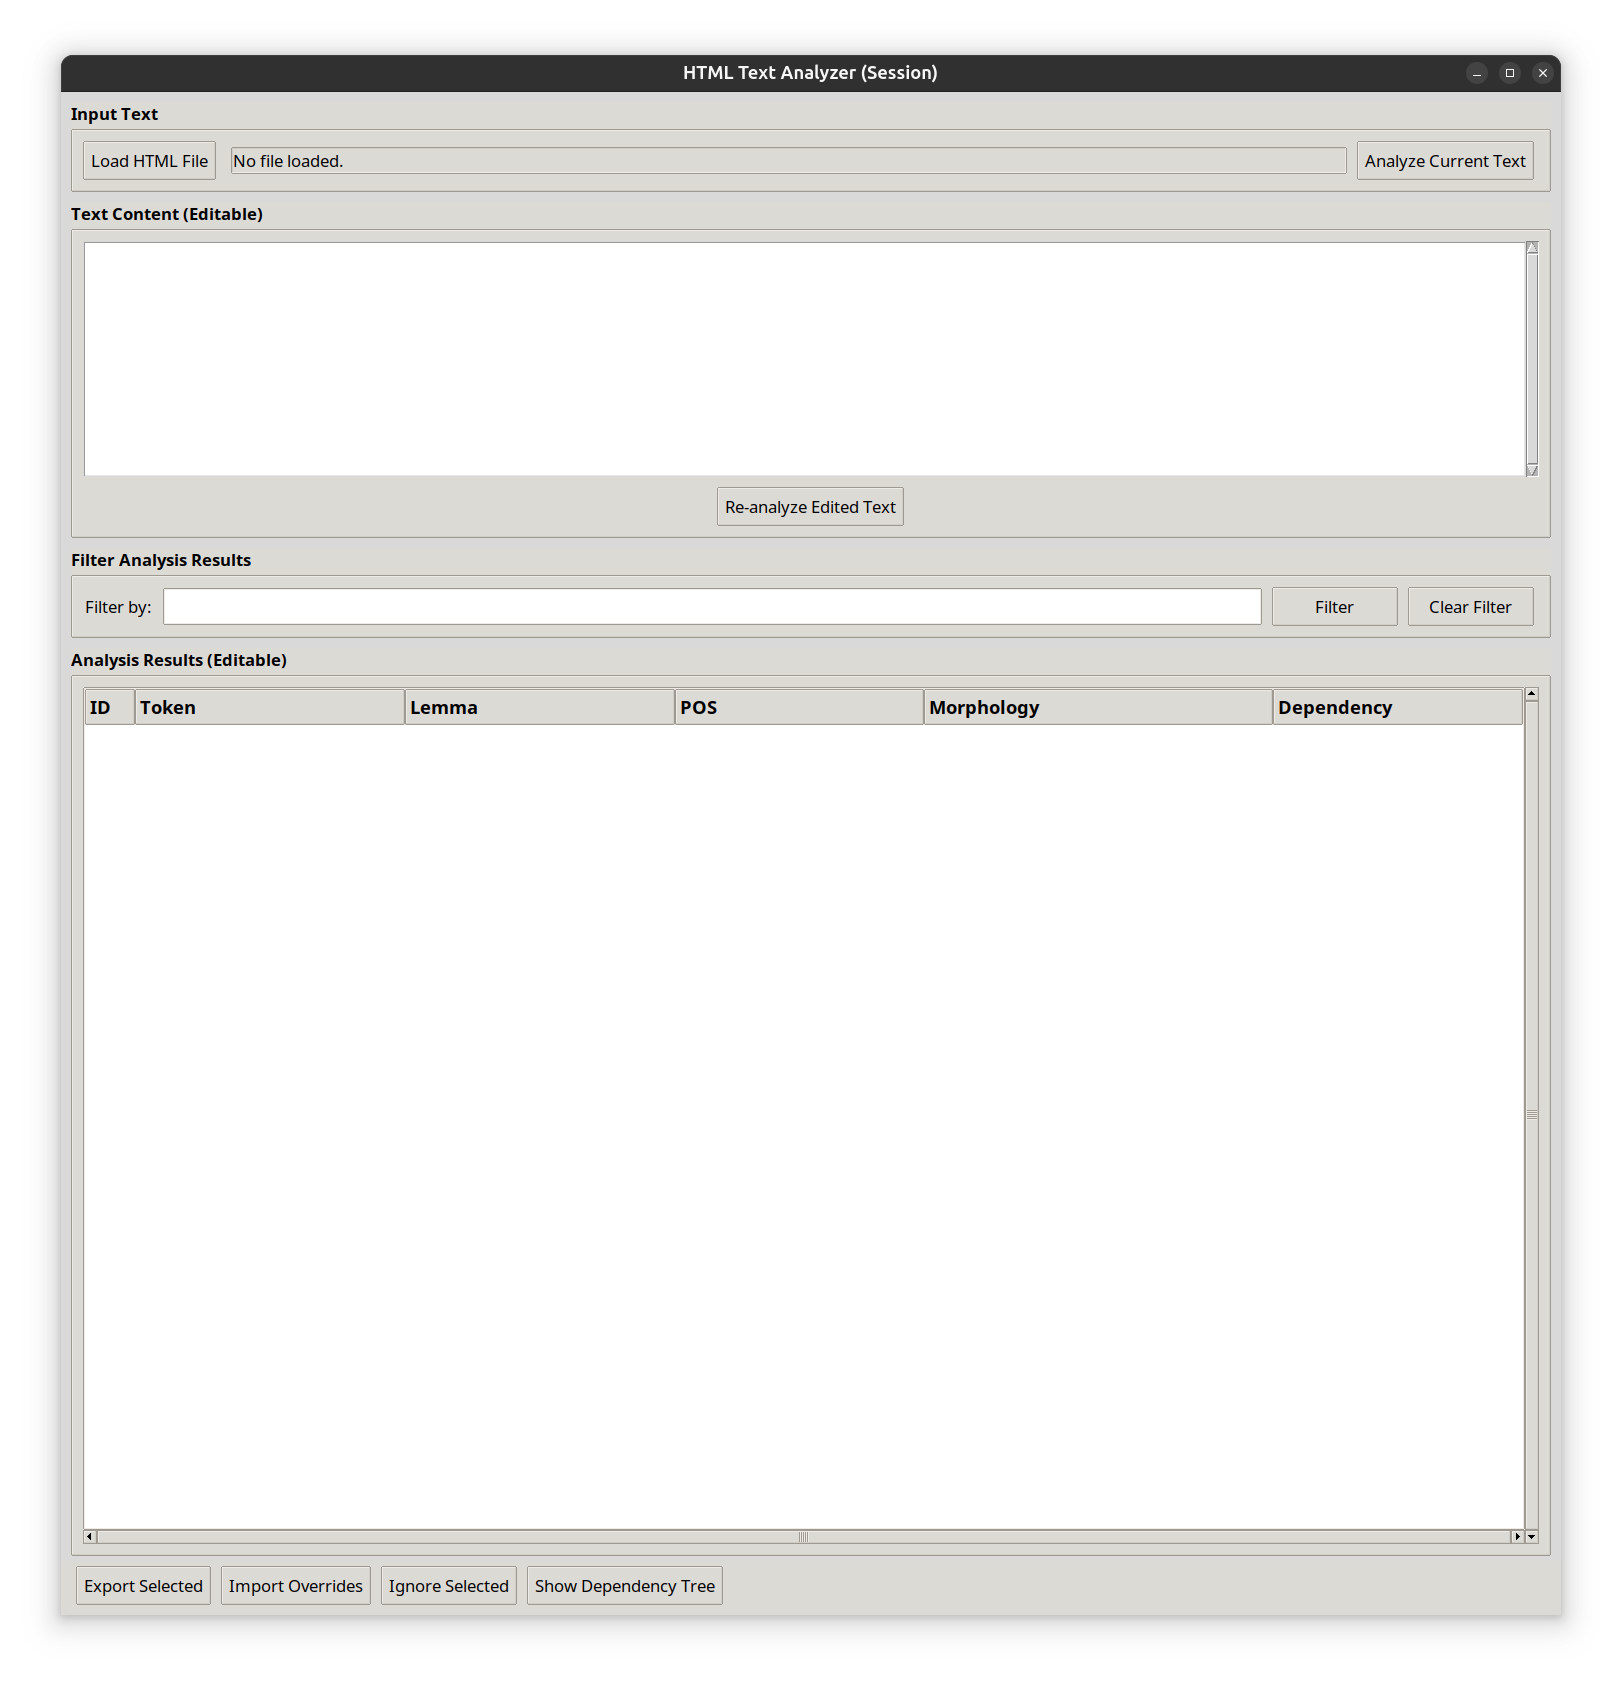 HTML Text Analyzer (Session)
Input Text
Load HTML File No file loaded. Analyze Current Text
Text Content (Editable)
Re-analyze Edited Text
Filter Analysis Results
Filter by: Filter Clear Filter
Analysis Results (Editable)
ID Token Lemma POS Morphology Dependency
Export Selected Import Overrides Ignore Selected Show Dependency Tree